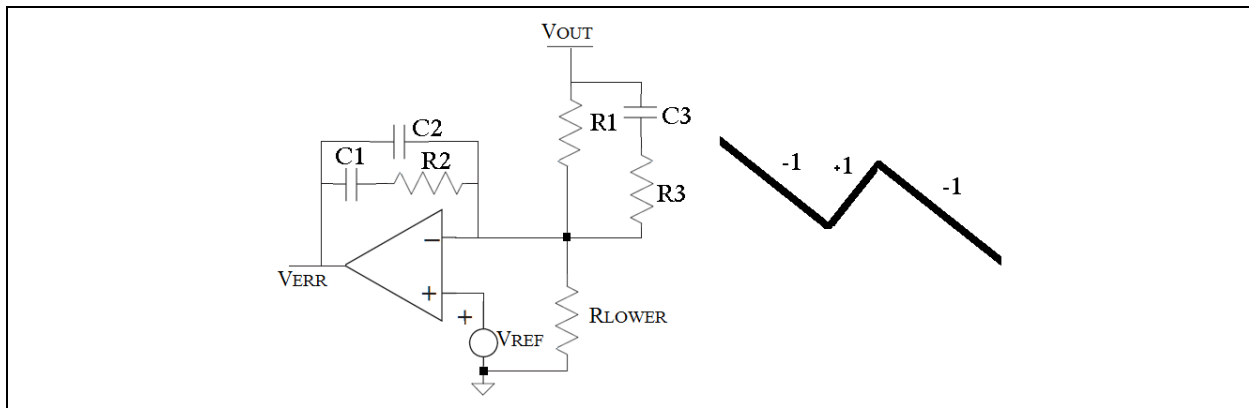 VOUT
C2
C1
R2
R1
C3
R3
-1
+1
-1
−
+
+
VERR
VREF
RLOWER